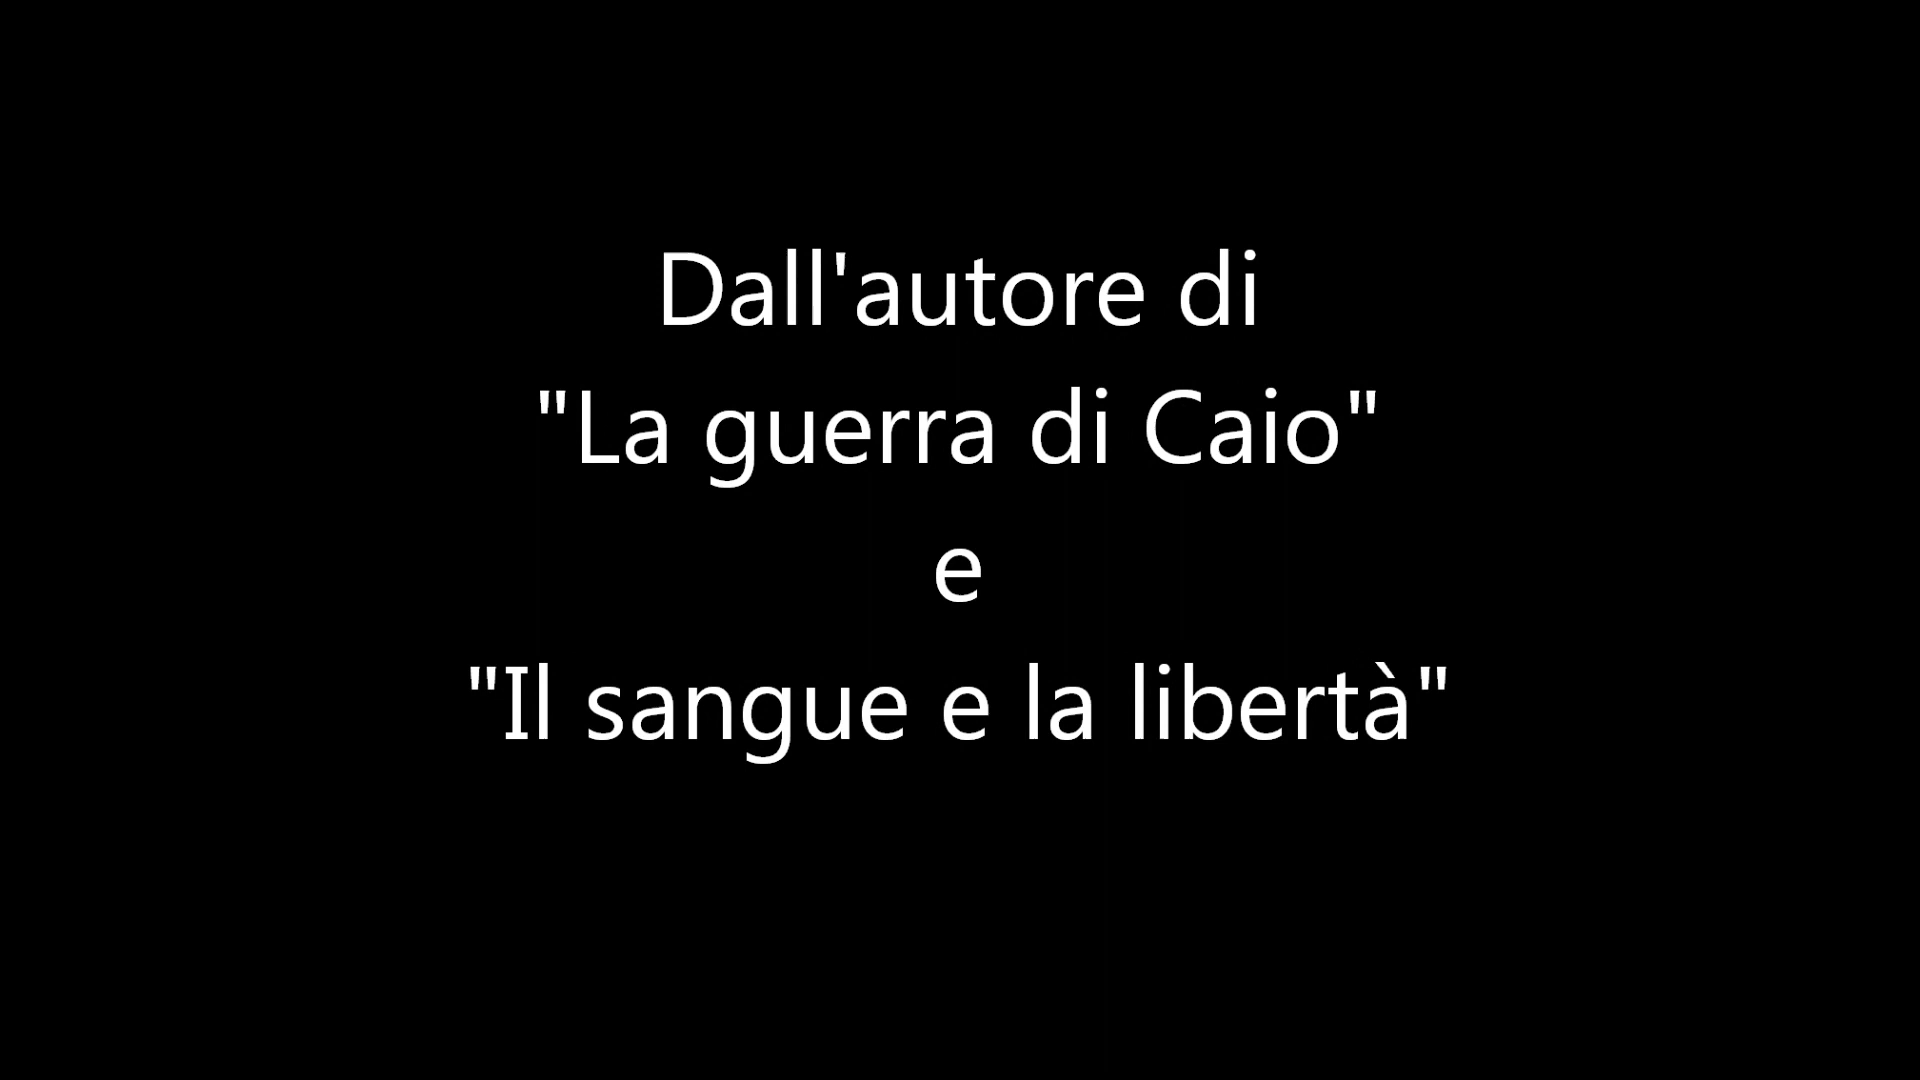 Dall'autore di
"La guerra di Caio"
e
"Il sangue e la libertà"